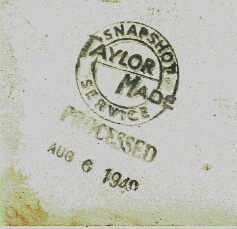 SNAPSHOT
TAYLOR
MADE
SERVICE
PROCESSED
AUG 6 1940